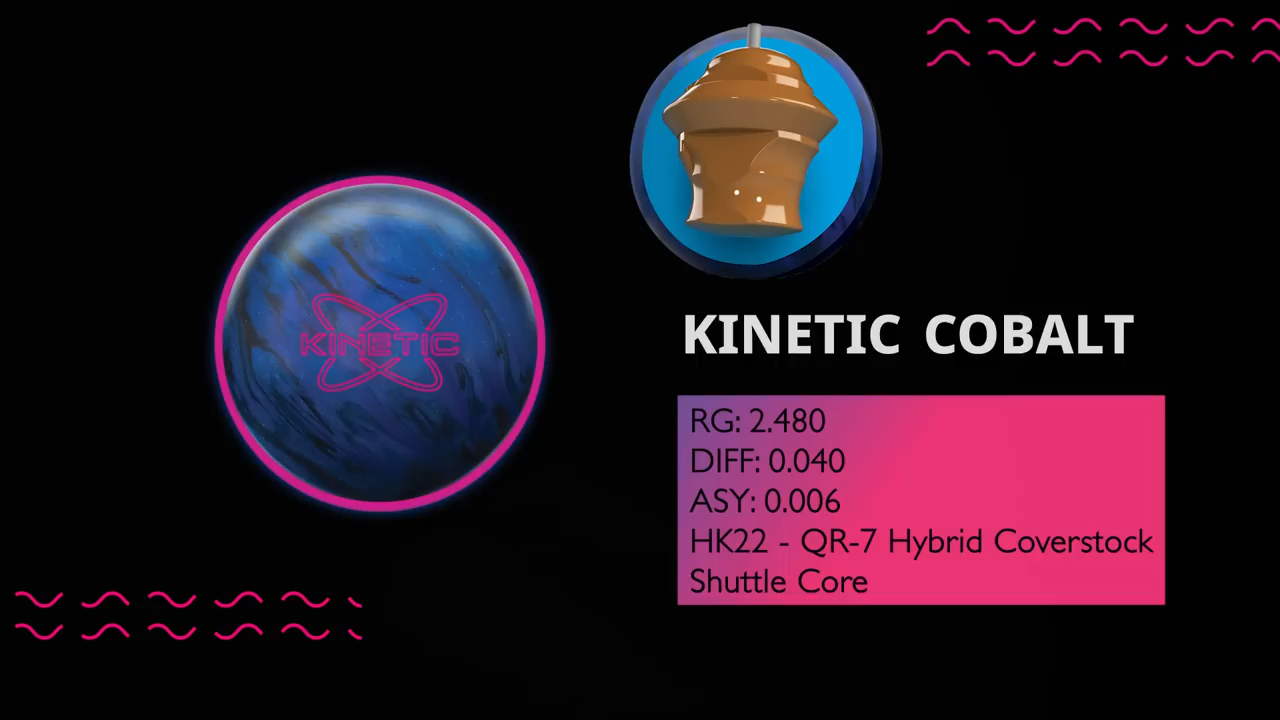 KINETIC
KINETIC COBALT
RG: 2.480
DIFF: 0.040
ASY: 0.006
HK22 - QR-7 Hybrid Coverstock
Shuttle Core